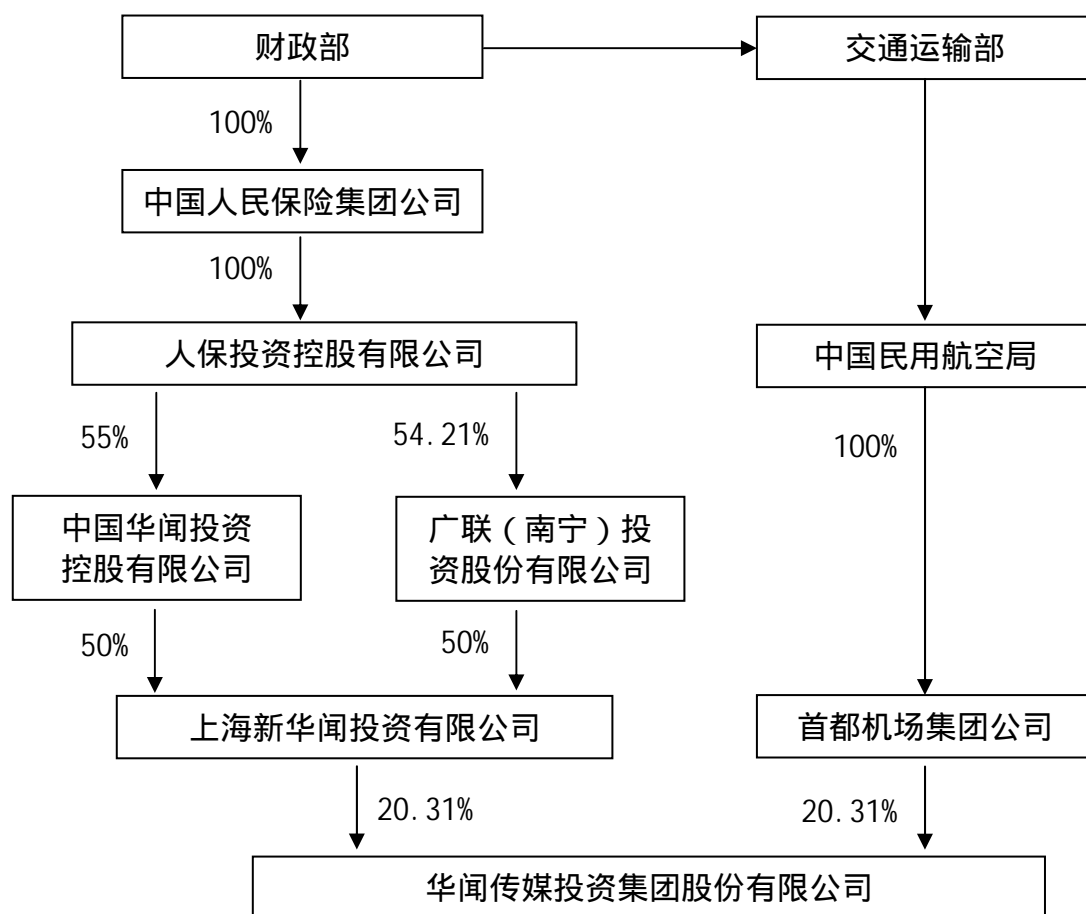 财政部
交通运输部
100%
中国人民保险集团公司
100%
人保投资控股有限公司
中国民用航空局
55%
54.21%
100%
中国华闻投资
控股有限公司
广联（南宁）投
资股份有限公司
50%
50%
上海新华闻投资有限公司
首都机场集团公司
20.31%
20.31%
华闻传媒投资集团股份有限公司